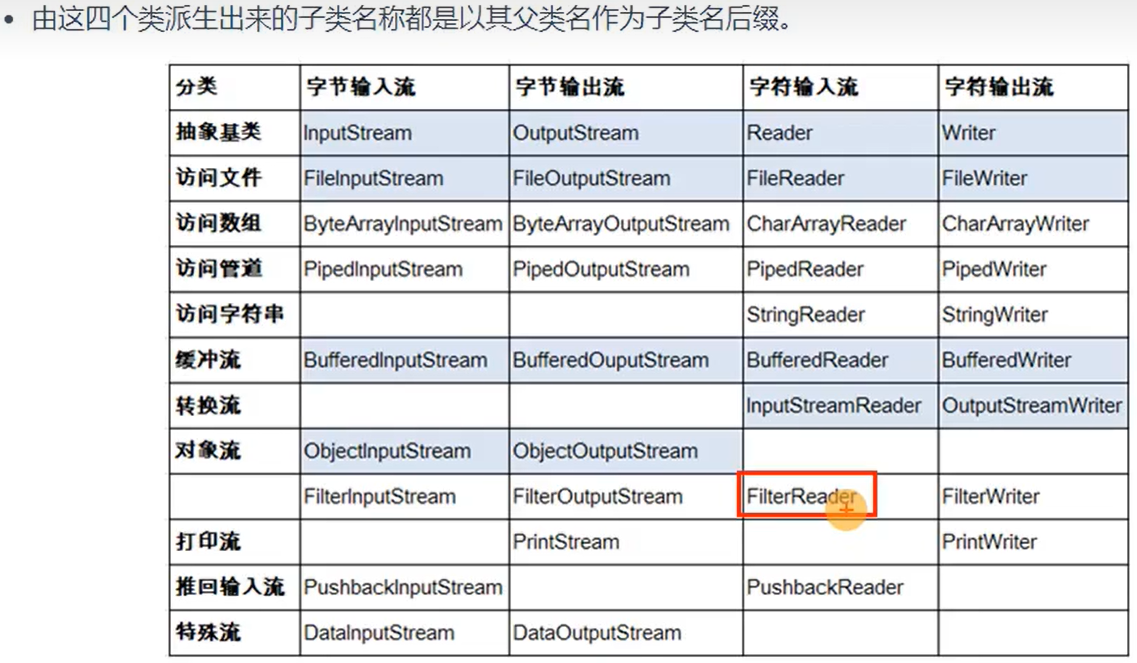 • 由这四个类派生出来的子类名称都是以其父类名作为子类名后缀。
分类 字节输入流 字节输出流 字符输入流 字符输出流
抽象基类 InputStream OutputStream Reader Writer
访问文件 FileInputStream FileOutputStream FileReader FileWriter
访问数组 ByteArrayInputStream ByteArrayOutputStream CharArrayReader CharArrayWriter
访问管道 PipedInputStream PipedOutputStream PipedReader PipedWriter
访问字符串 StringReader StringWriter
缓冲流 BufferedInputStream BufferedOuputStream BufferedReader BufferedWriter
转换流 InputStreamReader OutputStreamWriter
对象流 ObjectInputStream ObjectOutputStream
FilterInputStream FilterOutputStream FilterReader FilterWriter
打印流 PrintStream PrintWriter
推回输入流 PushbackInputStream PushbackReader
特殊流 DataInputStream DataOutputStream